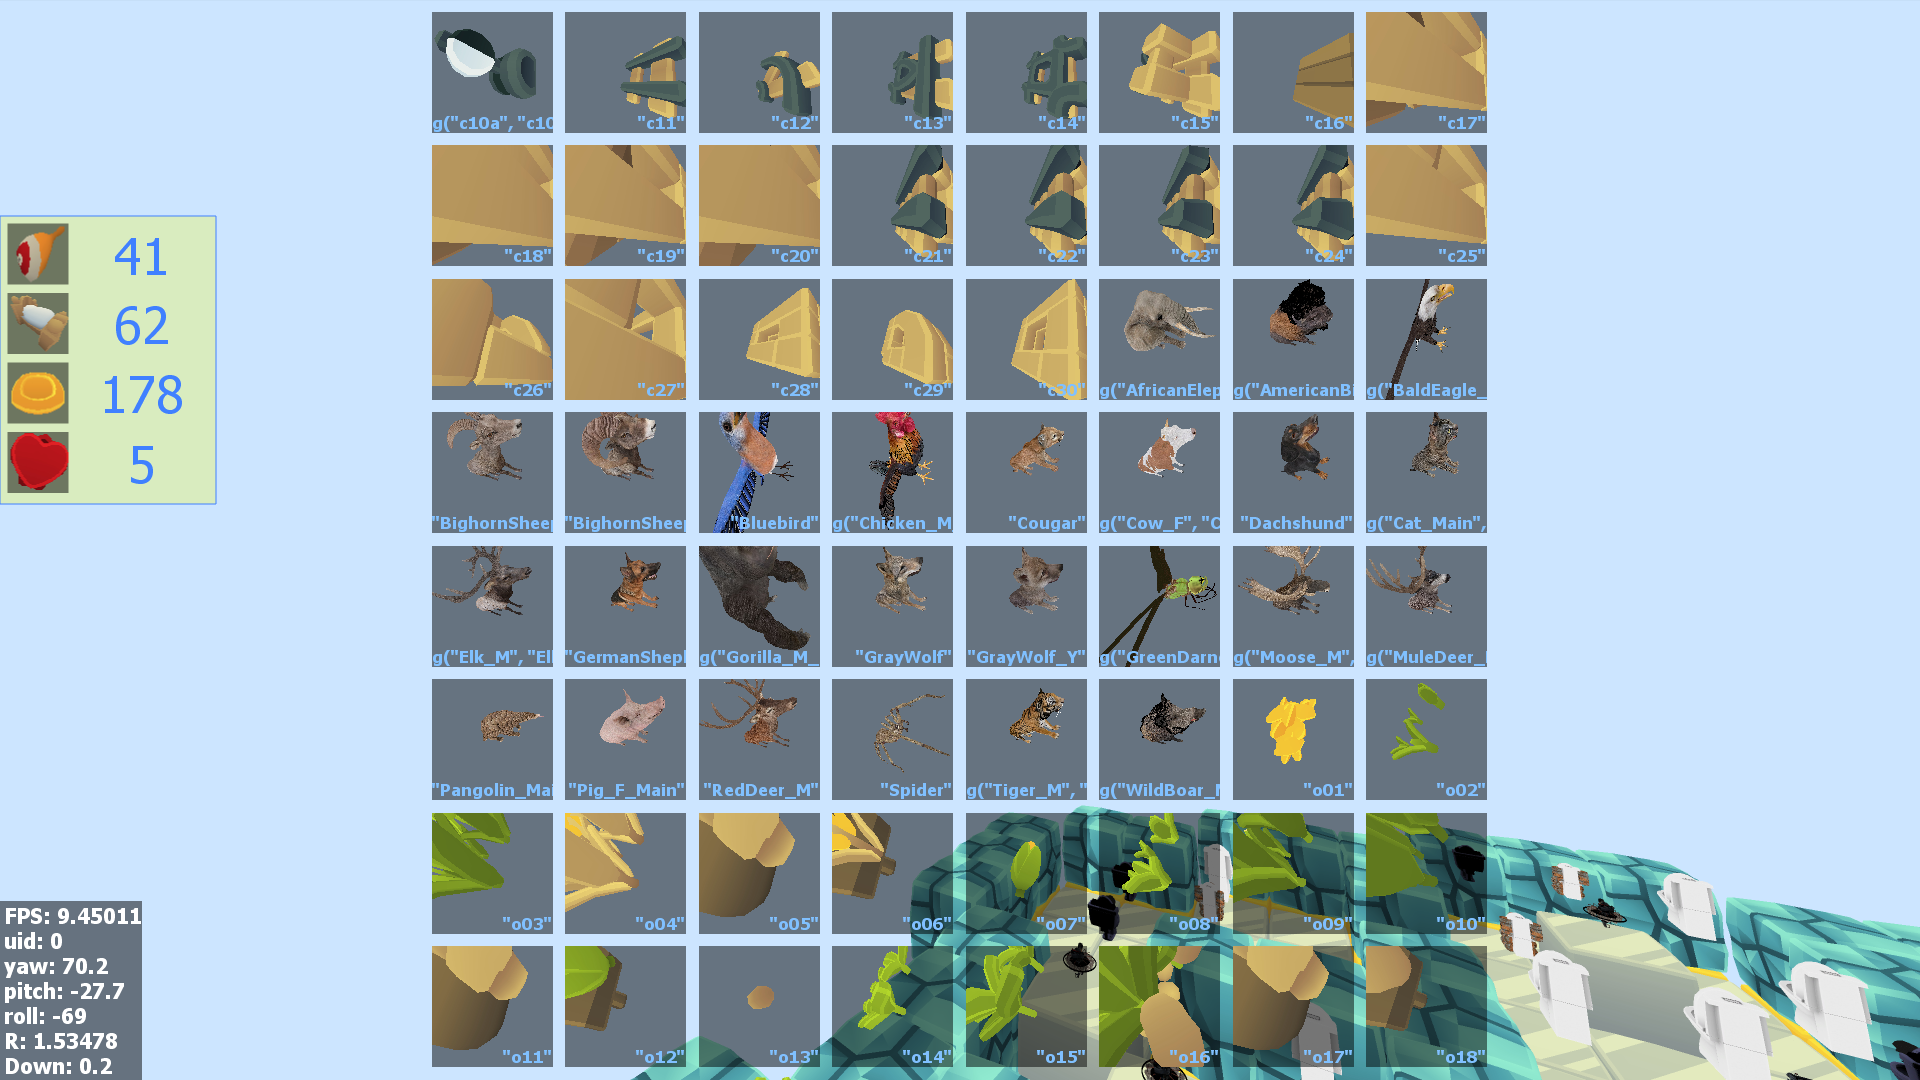 g("c10a", "c10
"c11"
"c12"
"c13"
"c14"
"c15"
"c16"
"c17"
"c18"
"c19"
"c20"
"c21"
"c22"
"c23"
"c24"
"c25"
41
62
178
5
"c26"
"c27"
"c28"
"c29"
"c30"
g("AfricanElep
g("AmericanBi
g("BaldEagle_
"BighornSheep
"BighornSheep
"Bluebird"
g("Chicken_M
"Cougar"
g("Cow_F", "C
"Dachshund"
g("Cat_Main",
g("Elk_M", "El
"GermanSheph
g("Gorilla_M_
"GrayWolf"
"GrayWolf_Y"
g("GreenDarn
g("Moose_M",
g("MuleDeer_
"Pangolin_Mai
"Pig_F_Main"
"RedDeer_M"
"Spider"
g("Tiger_M", "
g("WildBoar_M
"o01"
"o02"
"o03"
"o04"
"o05"
"o06"
"o07"
"o08"
"o09"
"o10"
"o11"
"o12"
"o13"
"o14"
"o15"
"o16"
"o17"
"o18"
FPS: 9.45011
uid: 0
yaw: 70.2
pitch: -27.7
roll: -69
R: 1.53478
Down: 0.2